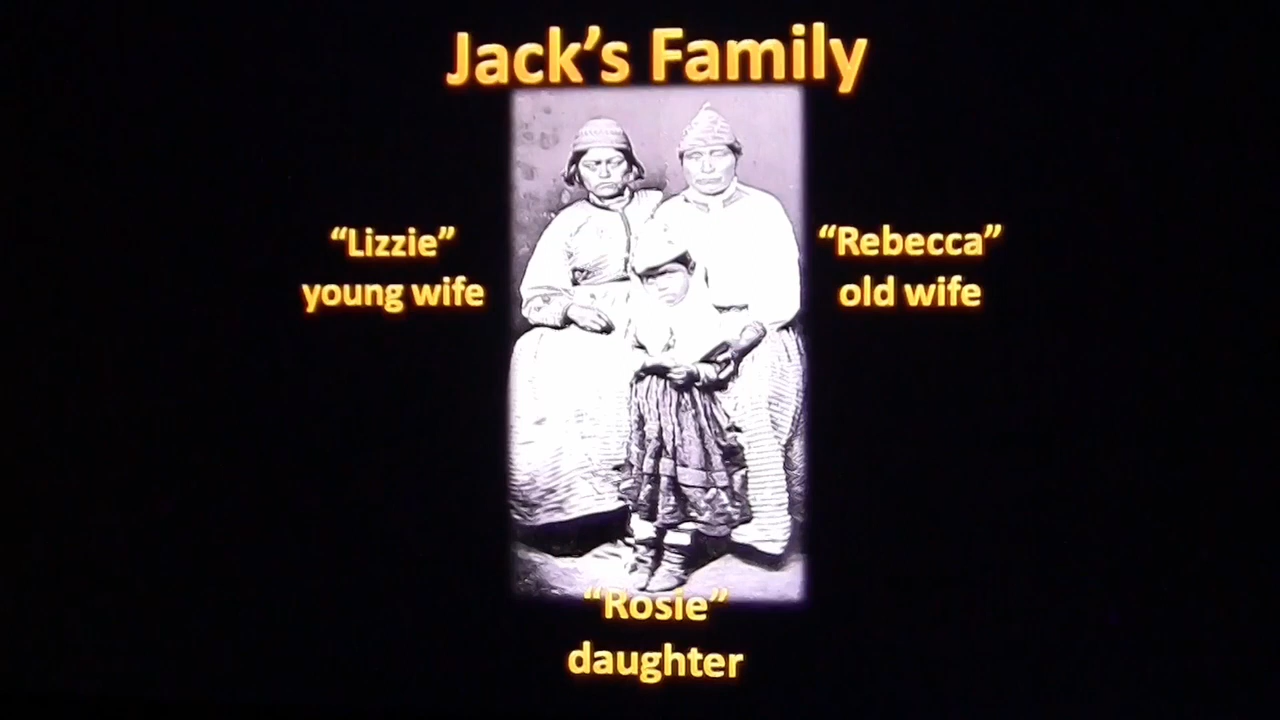 Jack’s Family
“Lizzie”
young wife
“Rebecca”
old wife
“Rosie”
daughter